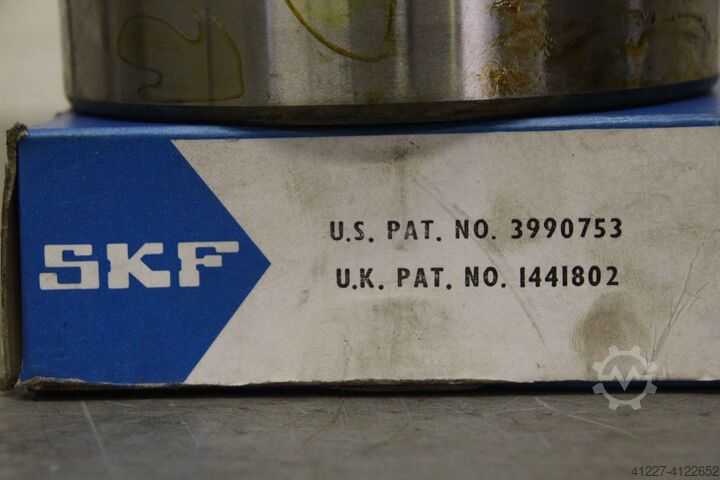 SKF
U.S. PAT. NO. 3990753
U.K. PAT. NO. 1441802
41227-4122652